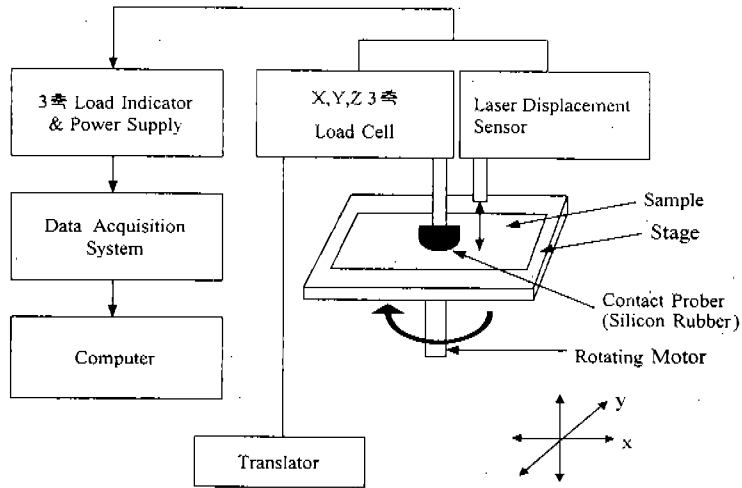 3축 Load Indicator
& Power Supply
X,Y,Z 3축
Load Cell
Laser Displacement
Sensor
Data Acquisition
System
Sample
Stage
Contact Prober
(Silicon Rubber)
Rotating Motor
Computer
Translator
y
x